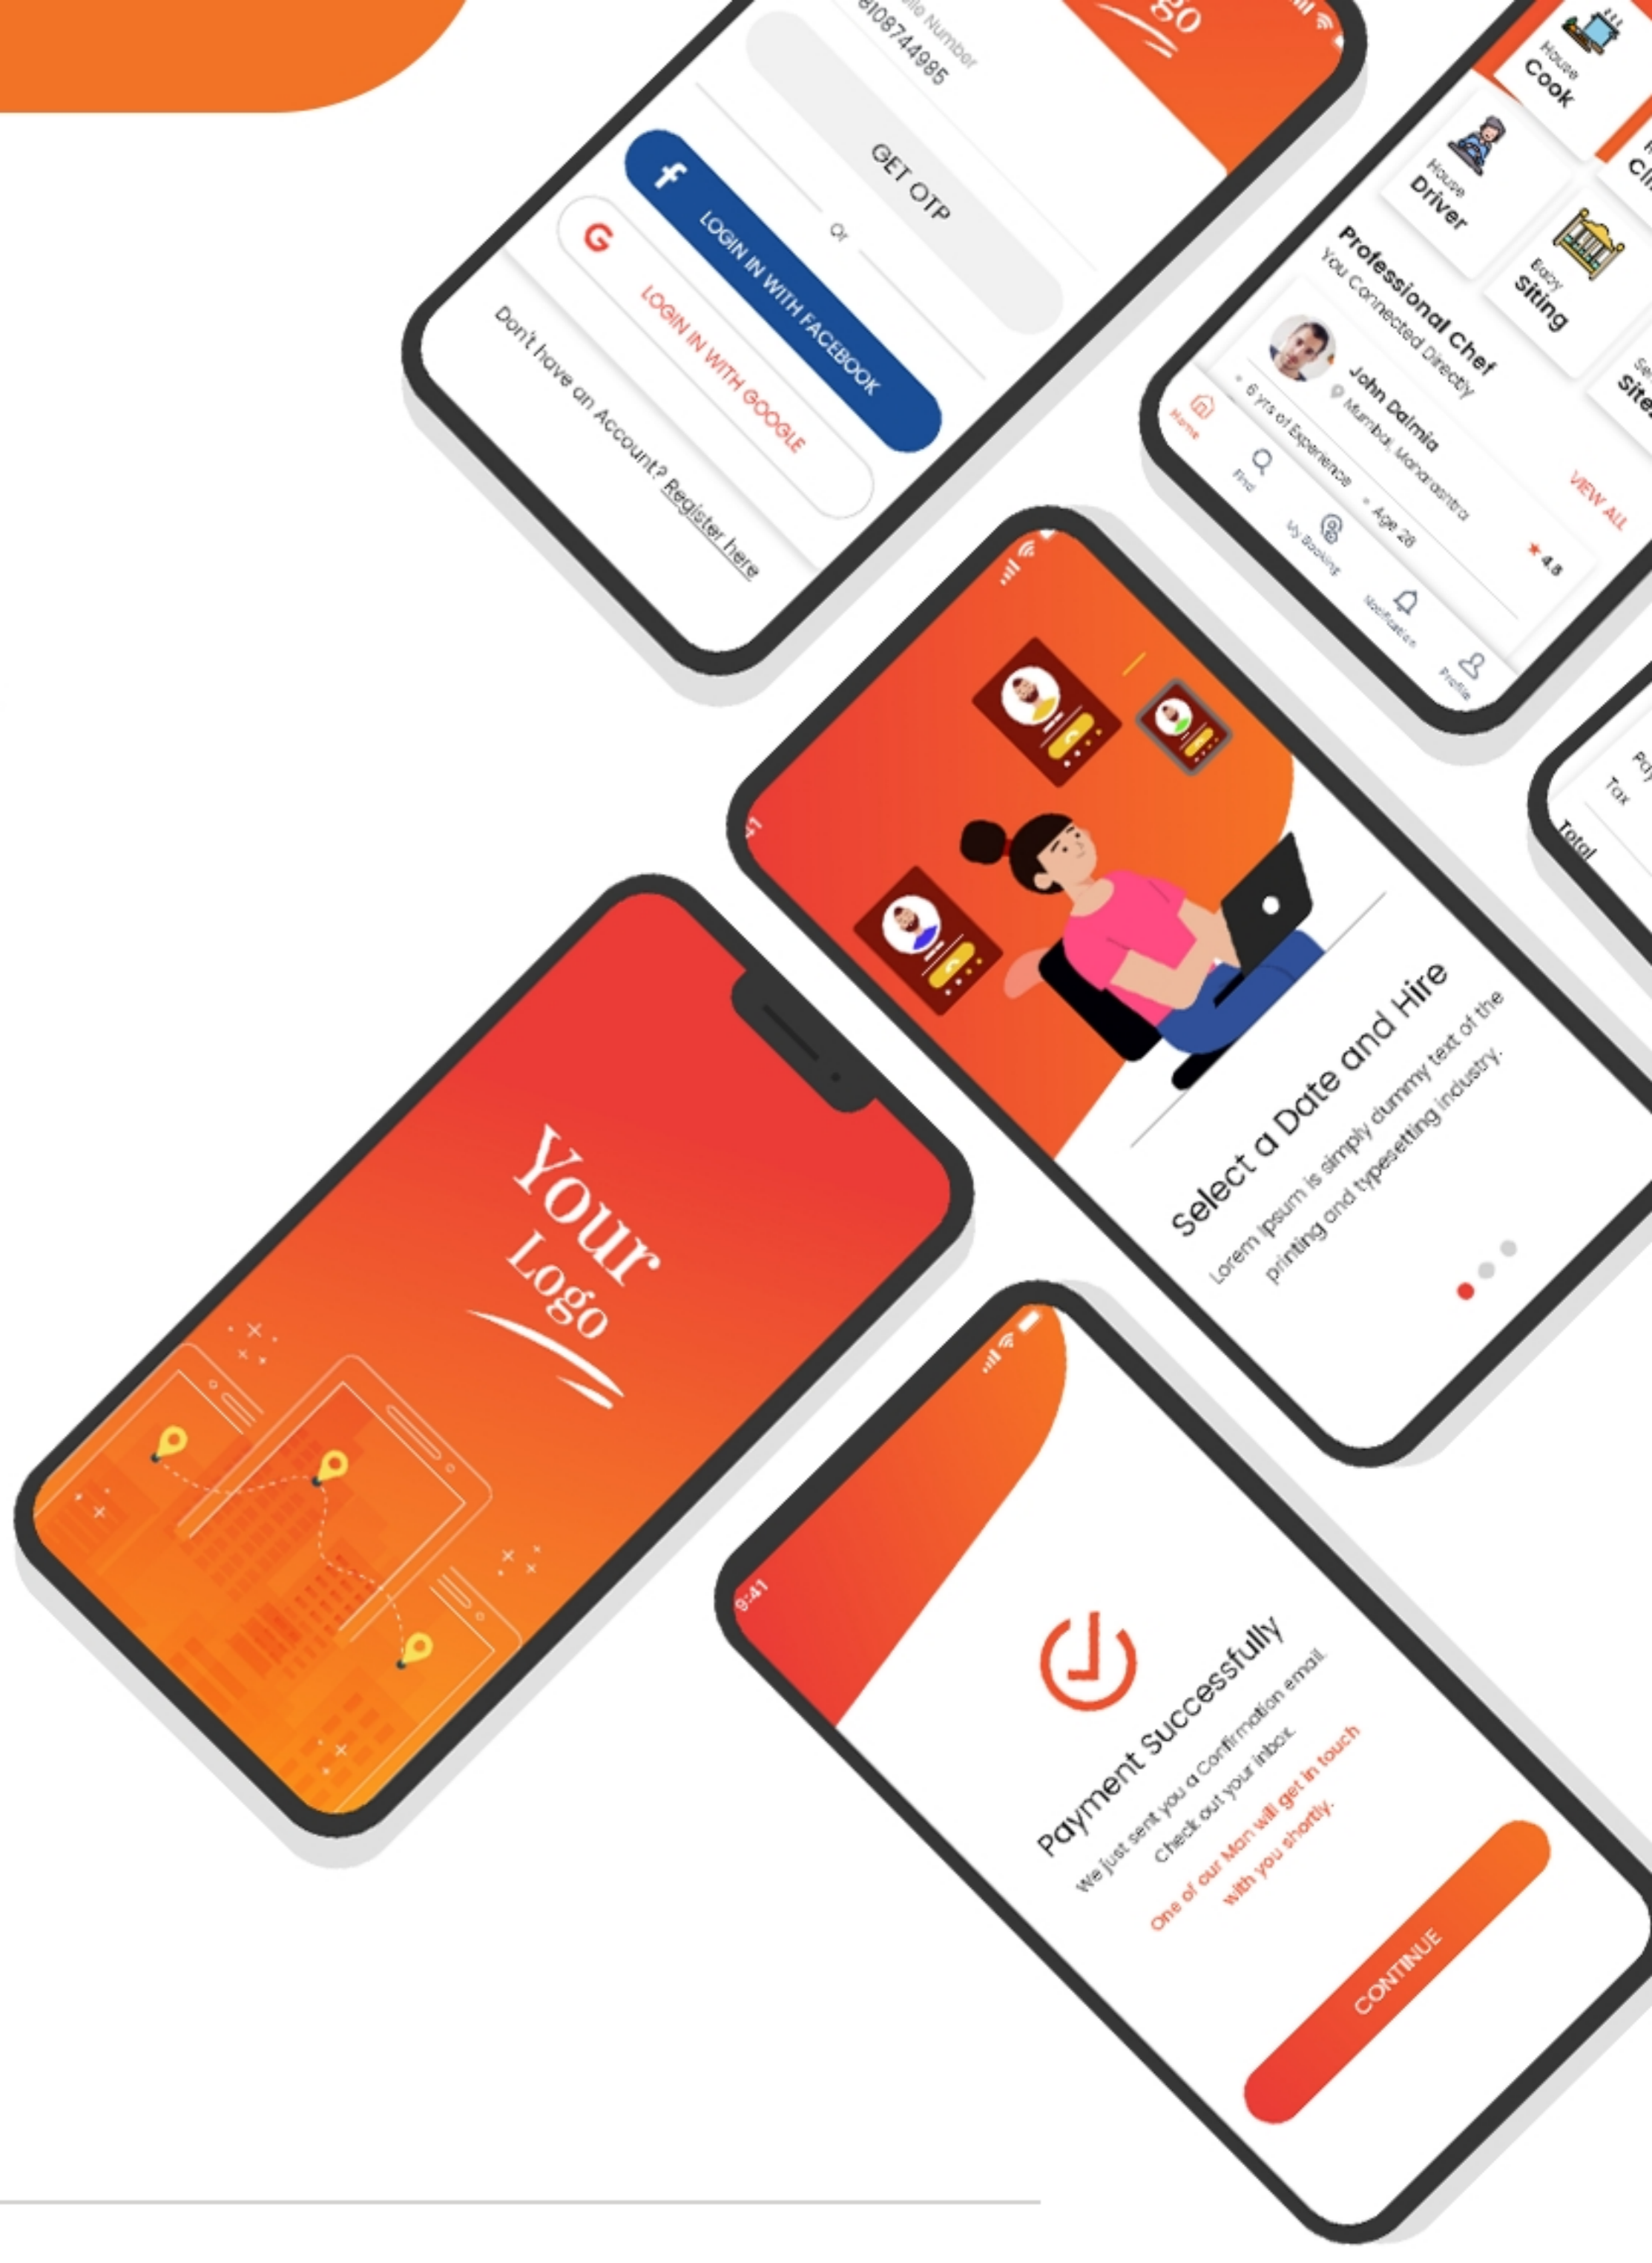 8108744985
GET OTP
Or
LOGIN IN WITH FACEBOOK
G
LOGIN IN WITH GOOGLE
Don't have an Account? Register here
House
Cook
House
Driver
Baby
Siting
Professional Chef
You Connected Directly
VIEW ALL
John Dalmia
Mumbai, Maharashtra
6 yrs of Experience
Age 28
4.8
Home
Find
My Booking
Notification
Profile
Tax
Total
Select a Date and Hire
Lorem Ipsum is simply dummy text of the
printing and typesetting industry.
Your
Logo
9:41
Payment Successfully
We just sent you a Confirmation email.
Check out your inbox.
One of our Man will get in touch
with you shortly.
CONTINUE